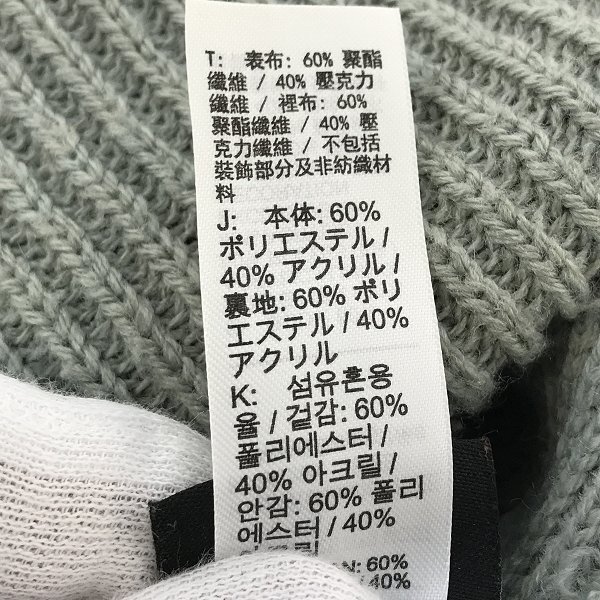 T: 表布: 60% 聚酯
纖維 / 40% 壓克力
纖維 / 裡布: 60%
聚酯纖維 / 40% 壓
克力纖維 / 不包括
裝飾部分及非紡織材
料
J: 本体: 60%
ポリエステル /
40% アクリル /
裏地: 60% ポリ
エステル / 40%
アクリル
K: 섬유혼용
율 / 겉감: 60%
폴리에스터 /
40% 아크릴 /
안감: 60% 폴리
에스터 / 40%
60%
40%